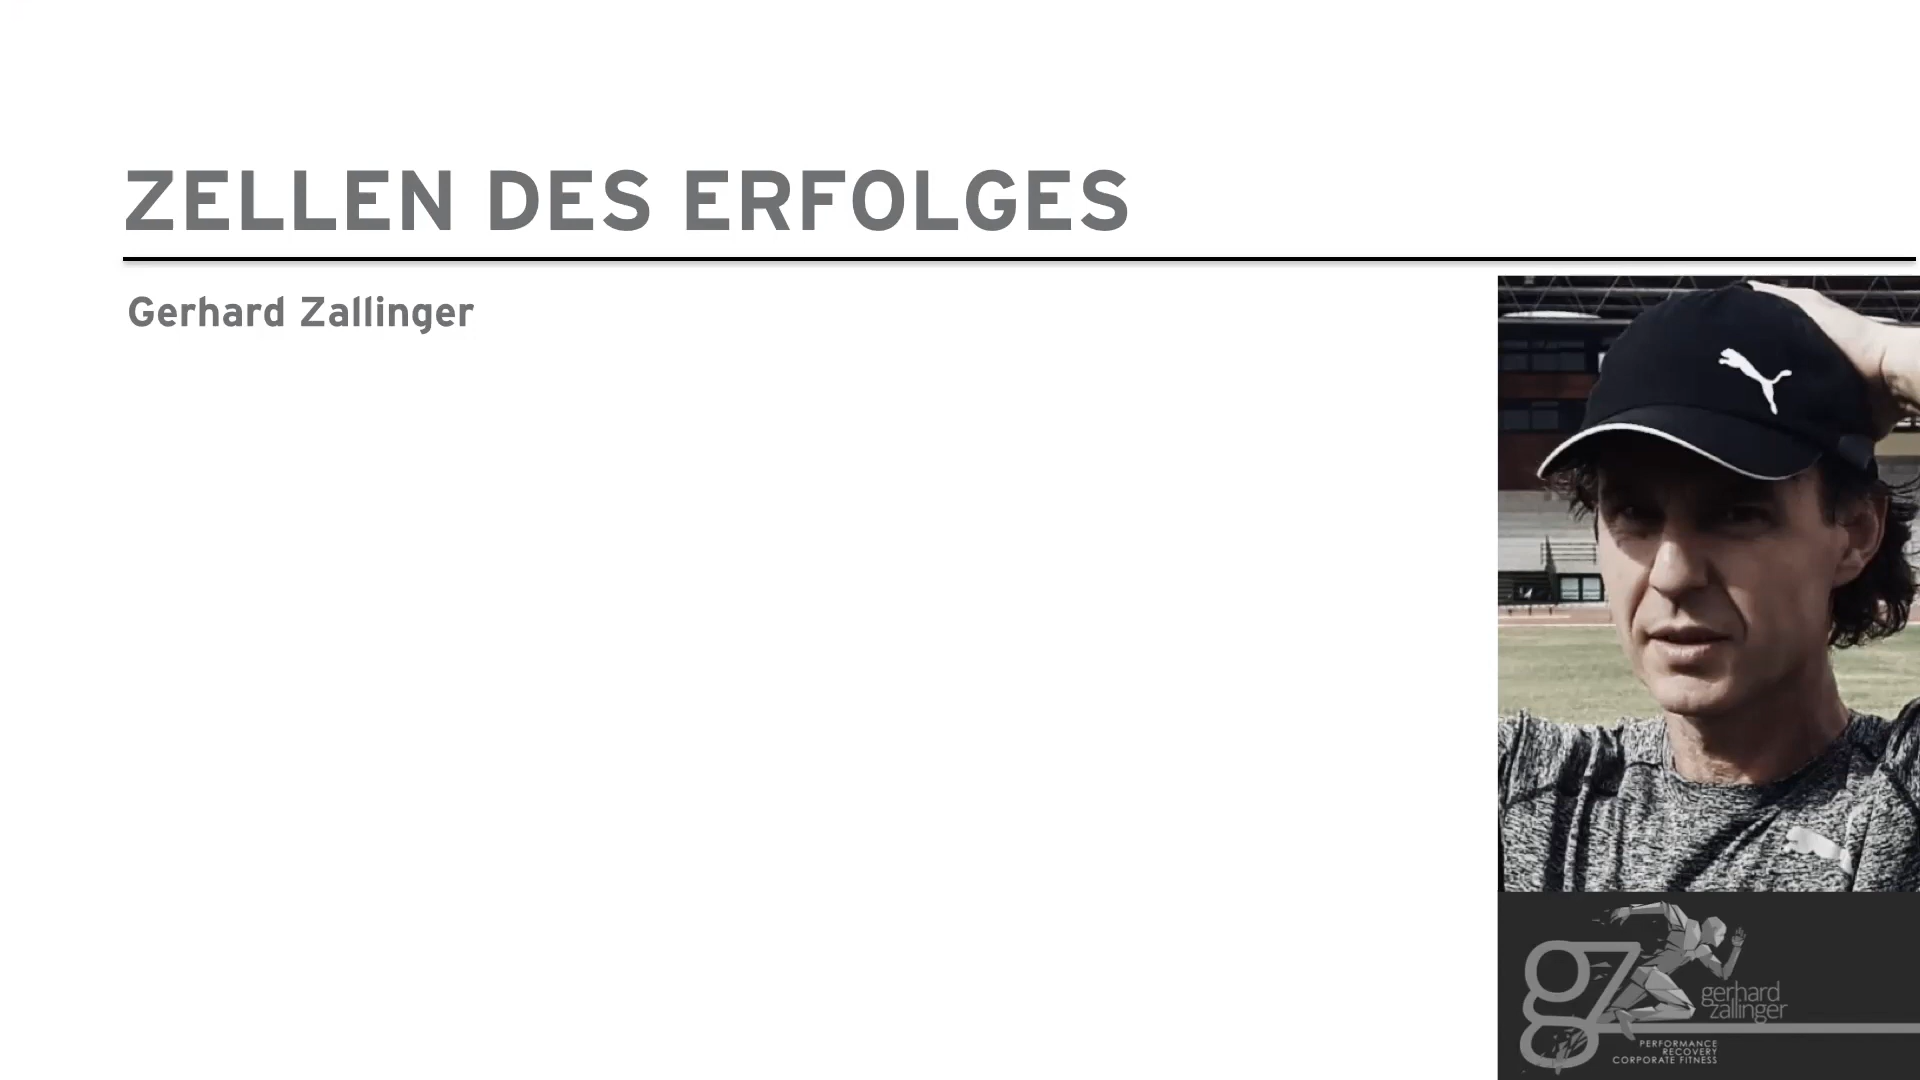 ZELLEN DES ERFOLGES
Gerhard Zallinger
gz
gerhard
zallinger
PERFORMANCE
RECOVERY
CORPORATE FITNESS